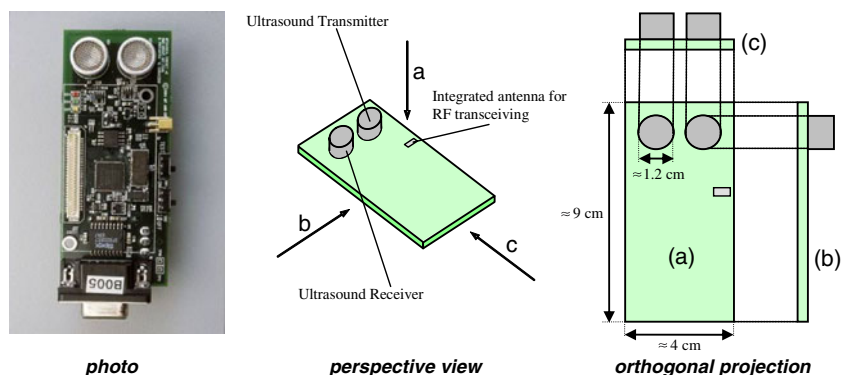 Ultrasound Transmitter
a
Integrated antenna for
RF transceiving
b
c
Ultrasound Receiver
(c)
≈1.2 cm
≈9 cm
(a)
(b)
≈4 cm
B005
photo
perspective view
orthogonal projection